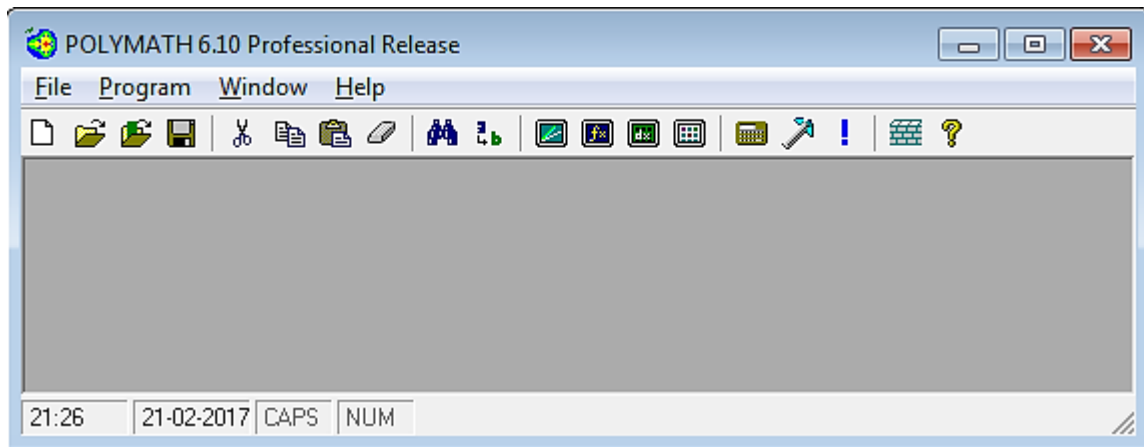 POLYMATH 6.10 Professional Release
File Program Window Help
21:26 21-02-2017 CAPS NUM